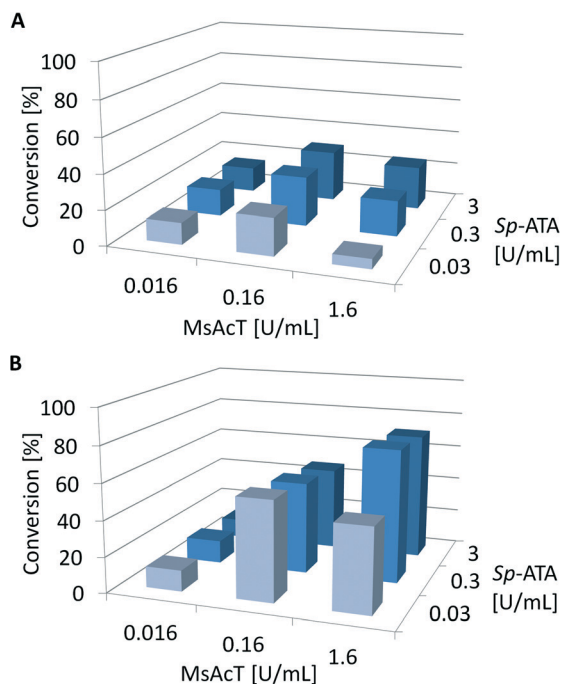 A
100
80
60
40
20
0
Conversion [%]
0.016
0.16
1.6
MsAcT [U/mL]
3
0.3
0.03
Sp-ATA
[U/mL]
B
100
80
60
40
20
0
Conversion [%]
0.016
0.16
1.6
MsAcT [U/mL]
3
0.3
0.03
Sp-ATA
[U/mL]